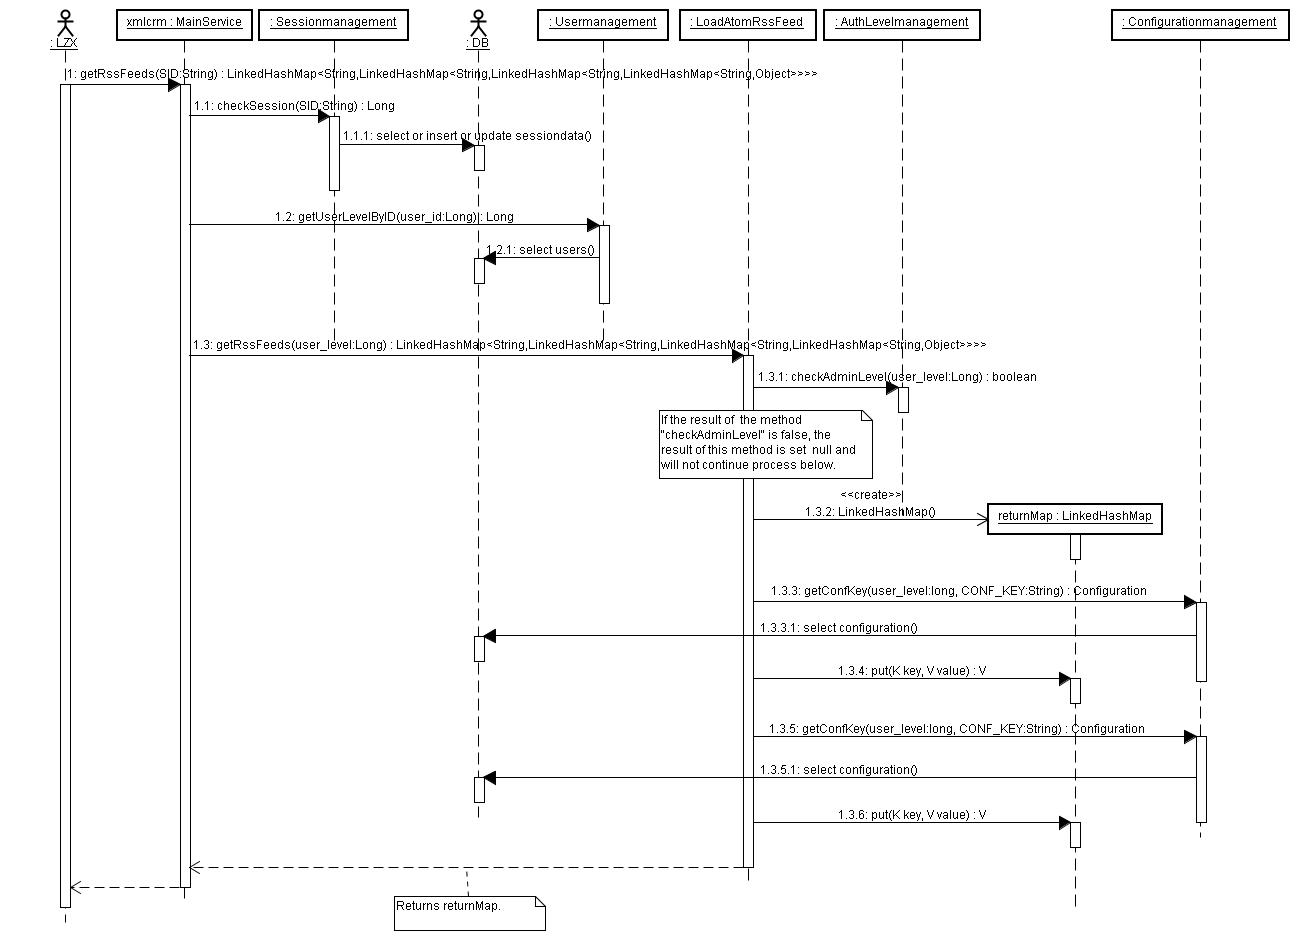 : LZX
xmlcrm : MainService
: Sessionmanagement
: DB
: Usermanagement
: LoadAtomRssFeed
: AuthLevelmanagement
: Configurationmanagement
1: getRssFeeds(SID:String) : LinkedHashMap<String,LinkedHashMap<String,LinkedHashMap<String,LinkedHashMap<String,Object>>>>
1.1: checkSession(SID:String) : Long
1.1.1: select or insert or update sessiondata()
1.2: getUserLevelByID(user_id:Long) : Long
1.2.1: select users()
1.3: getRssFeeds(user_level:Long) : LinkedHashMap<String,LinkedHashMap<String,LinkedHashMap<String,LinkedHashMap<String,Object>>>>
1.3.1: checkAdminLevel(user_level:Long) : boolean
If the result of the method
"checkAdminLevel" is false, the
result of this method is set null and
will not continue process below.
<<create>>
1.3.2: LinkedHashMap()
returnMap : LinkedHashMap
1.3.3: getConfKey(user_level:long, CONF_KEY:String) : Configuration
1.3.3.1: select configuration()
1.3.4: put(K key, V value) : V
1.3.5: getConfKey(user_level:long, CONF_KEY:String) : Configuration
1.3.5.1: select configuration()
1.3.6: put(K key, V value) : V
Returns returnMap.